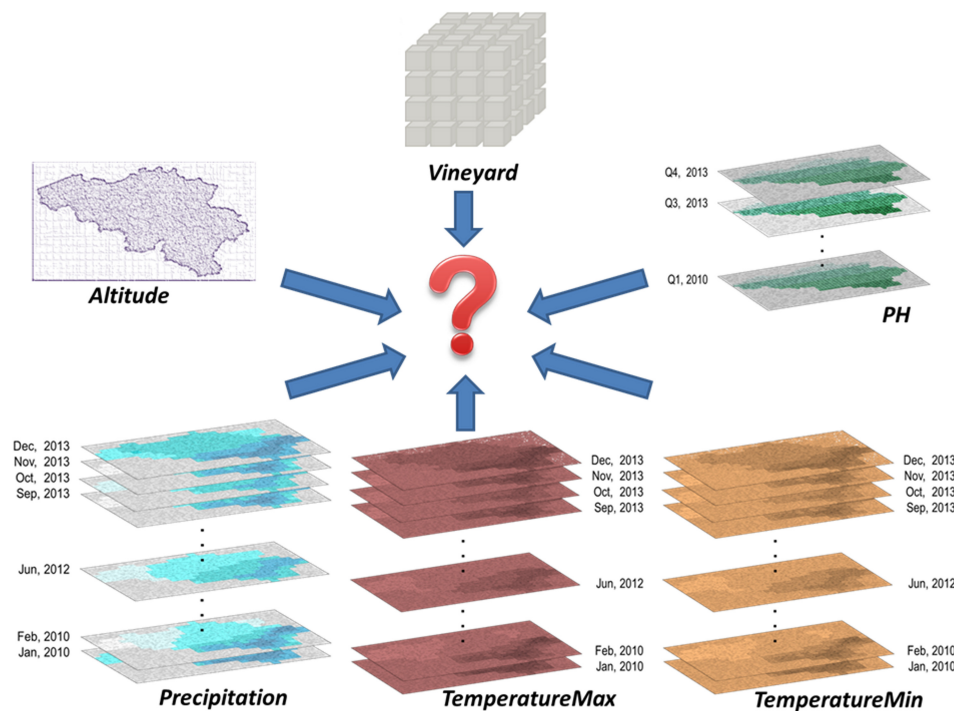 Vineyard
Altitude
Q4, 2013
Q3, 2013
Q1, 2010
PH
Dec, 2013
Nov, 2013
Oct, 2013
Sep, 2013
Jun, 2012
Feb, 2010
Jan, 2010
Precipitation
Dec, 2013
Nov, 2013
Oct, 2013
Sep, 2013
Jun, 2012
Feb, 2010
Jan, 2010
TemperatureMax
Dec, 2013
Nov, 2013
Oct, 2013
Sep, 2013
Jun, 2012
Feb, 2010
Jan, 2010
TemperatureMin